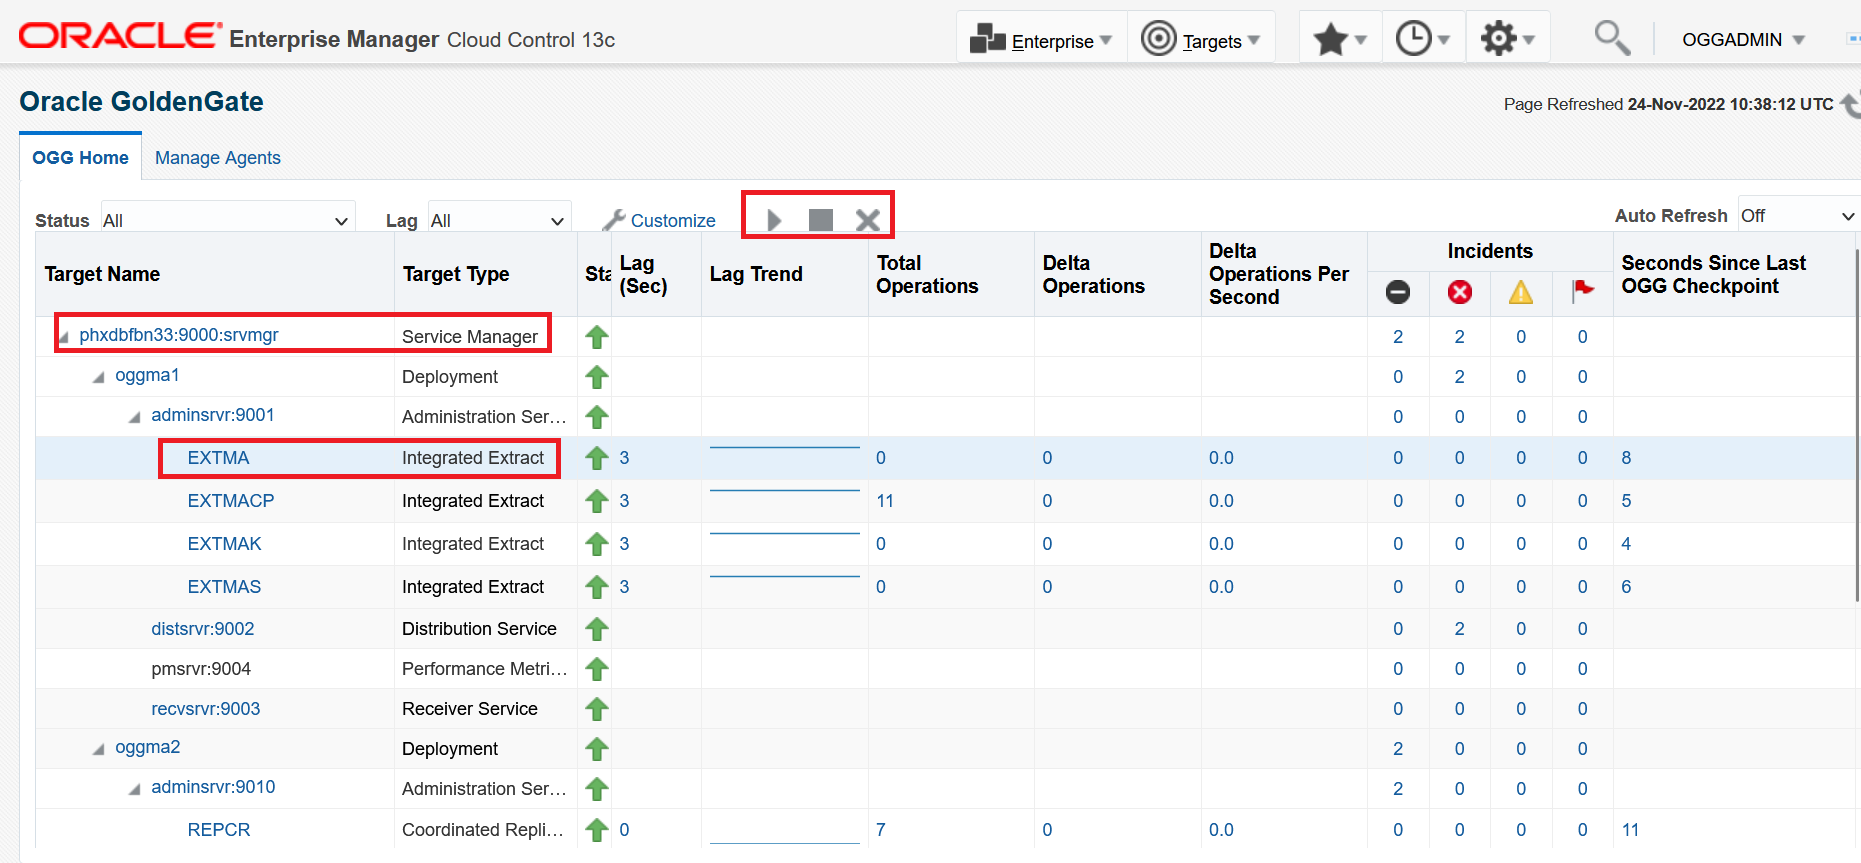 ORACLE Enterprise Manager Cloud Control 13c Enterprise Targets OGGADMIN
Oracle GoldenGate Page Refreshed 24-Nov-2022 10:38:12 UTC
OGG Home Manage Agents
Status All Lag All Customize Auto Refresh Off
Target Name Target Type Sta Lag (Sec) Lag Trend Total Operations Delta Operations Delta Operations Per Second Incidents Seconds Since Last OGG Checkpoint
phxdbfbn33:9000:srvmgr Service Manager 2 2 0 0
oggma1 Deployment 0 2 0 0
adminsrvr:9001 Administration Ser... 0 0 0 0
EXTMA Integrated Extract 3 0 0 0.0 0 0 0 0 8
EXTMACP Integrated Extract 3 11 0 0.0 0 0 0 0 5
EXTMAK Integrated Extract 3 0 0 0.0 0 0 0 0 4
EXTMAS Integrated Extract 3 0 0 0.0 0 0 0 0 6
distsrvr:9002 Distribution Service 0 2 0 0
pmsrvr:9004 Performance Metri... 0 0 0 0
recvsrvr:9003 Receiver Service 0 0 0 0
oggma2 Deployment 2 0 0 0
adminsrvr:9010 Administration Ser... 2 0 0 0
REPCR Coordinated Repli... 0 7 0 0.0 0 0 0 0 11